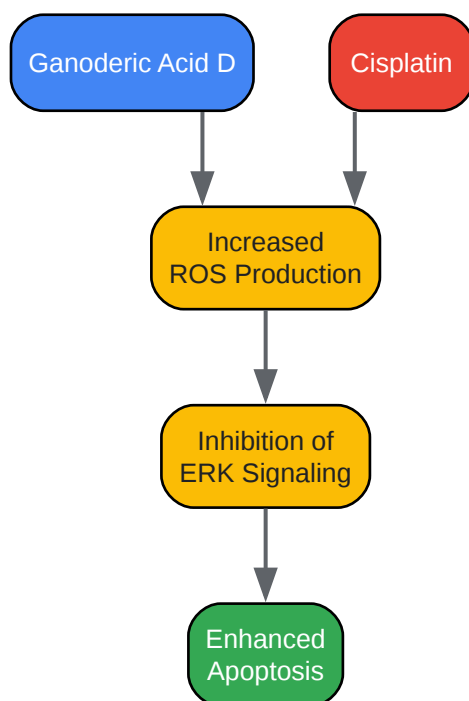 Ganoderic Acid D
Cisplatin
Increased
ROS Production
Inhibition of
ERK Signaling
Enhanced
Apoptosis